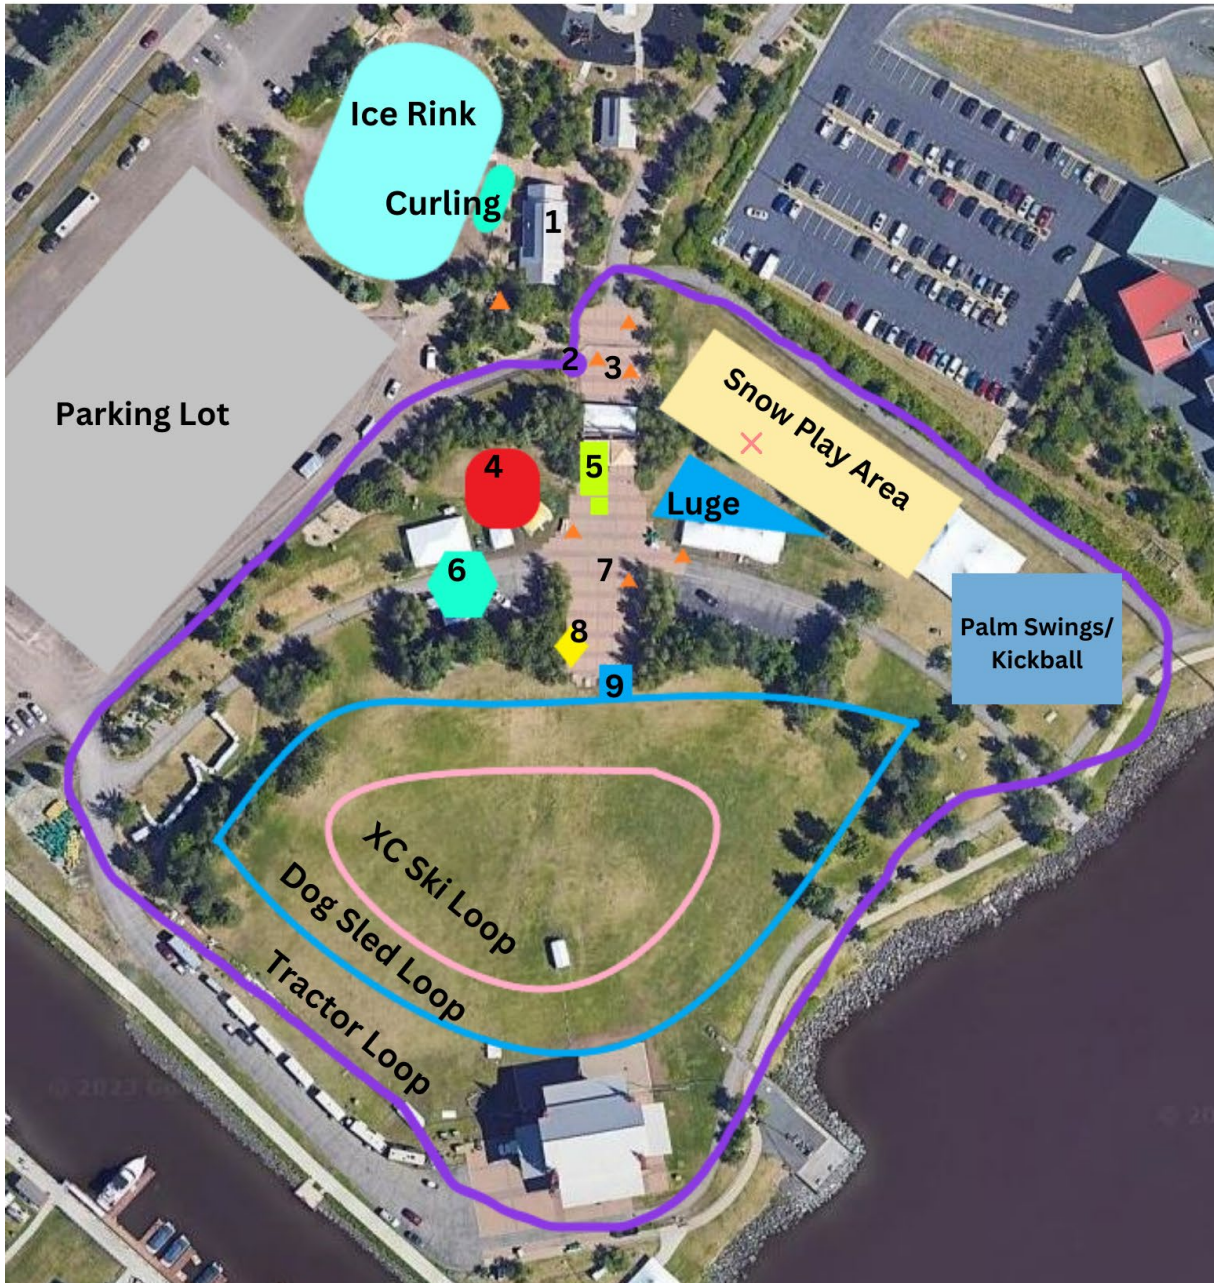 Ice Rink
Curling
1
2
3
Parking Lot
Snow Play Area
4
5
Luge
6
7
8
Palm Swings/
Kickball
9
XC Ski Loop
Dog Sled Loop
Tractor Loop